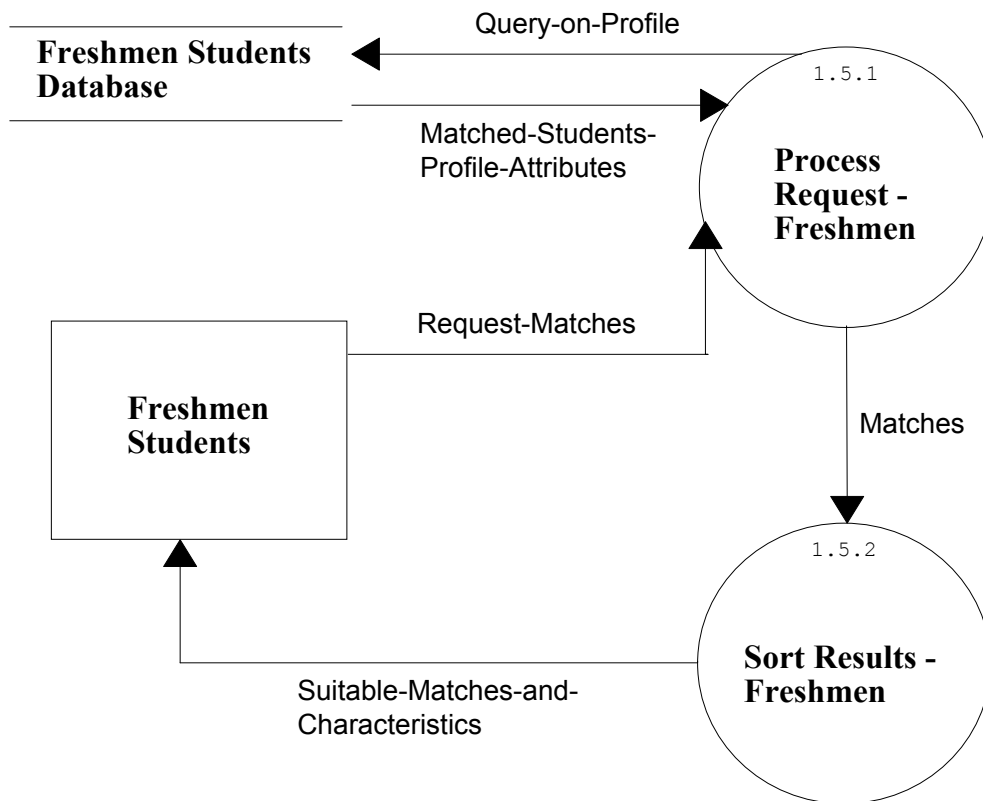 Query-on-Profile
Freshmen Students
Database
1.5.1
Matched-Students-
Profile-Attributes
Process
Request -
Freshmen
Request-Matches
Freshmen
Students
Matches
1.5.2
Sort Results -
Freshmen
Suitable-Matches-and-
Characteristics